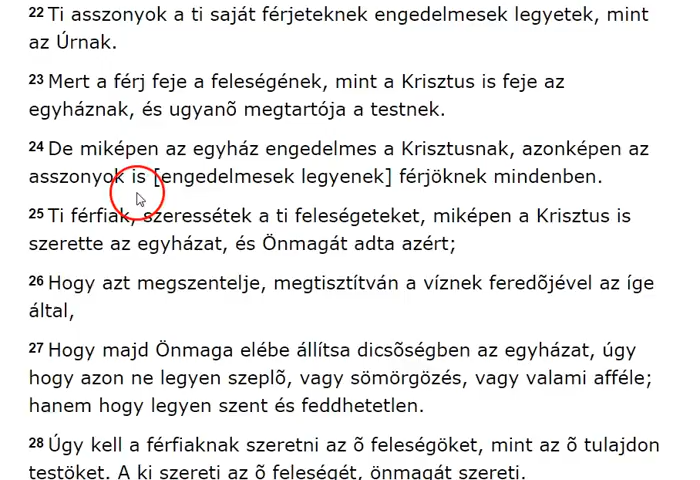 22 Ti asszonyok a ti saját férjeteknek engedelmesek legyetek, mint
az Úrnak.
23 Mert a férj feje a feleségének, mint a Krisztus is feje az
egyháznak, és ugyanõ megtartója a testnek.
24 De miképen az egyház engedelmes a Krisztusnak, azonképen az
asszonyok is [engedelmesek legyenek] férjöknek mindenben.
25 Ti férfiak, szeressétek a ti feleségeteket, miképen a Krisztus is
szerette az egyházat, és Önmagát adta azért;
26 Hogy azt megszentelje, megtisztítván a víznek feredõjével az íge
által,
27 Hogy majd Önmaga elébe állítsa dicsõségben az egyházat, úgy
hogy azon ne legyen szeplõ, vagy sömörgözés, vagy valami afféle;
hanem hogy legyen szent és feddhetetlen.
28 Úgy kell a férfiaknak szeretni az õ feleségöket, mint az õ tulajdon
testöket. A ki szereti az õ feleségét, önmagát szereti.